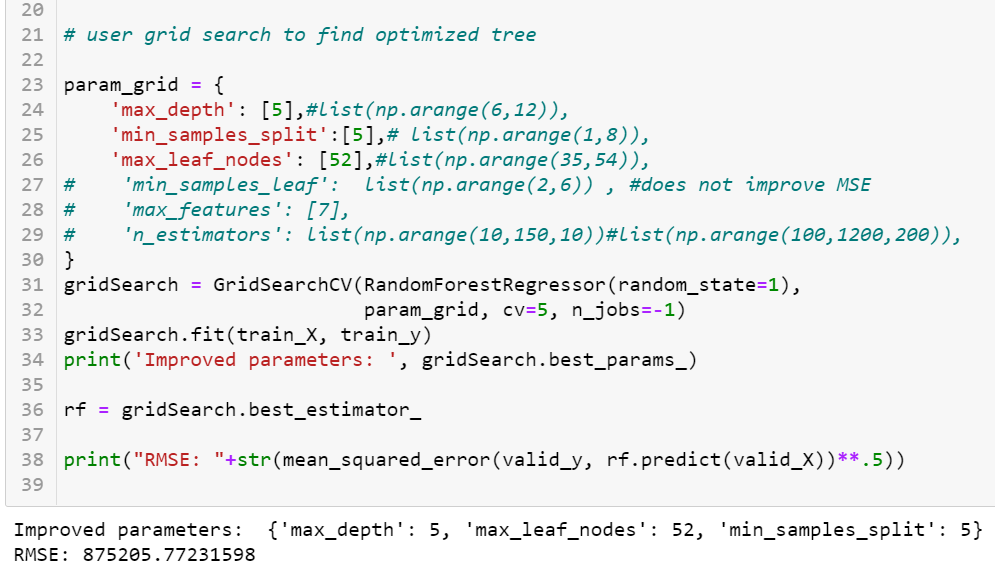 20
21 # user grid search to find optimized tree
22
23 param_grid = {
24     'max_depth': [5],#list(np.arange(6,12)),
25     'min_samples_split':[5],# list(np.arange(1,8)),
26     'max_leaf_nodes': [52],#list(np.arange(35,54)),
27 #    'min_samples_leaf':  list(np.arange(2,6)) , #does not improve MSE
28 #    'max_features': [7],
29 #    'n_estimators': list(np.arange(10,150,10))#list(np.arange(100,1200,200)),
30 }
31 gridSearch = GridSearchCV(RandomForestRegressor(random_state=1),
32                           param_grid, cv=5, n_jobs=-1)
33 gridSearch.fit(train_X, train_y)
34 print('Improved parameters: ', gridSearch.best_params_)
35
36 rf = gridSearch.best_estimator_
37
38 print("RMSE: "+str(mean_squared_error(valid_y, rf.predict(valid_X))**.5))
39
Improved parameters:  {'max_depth': 5, 'max_leaf_nodes': 52, 'min_samples_split': 5}
RMSE: 875205.77231598